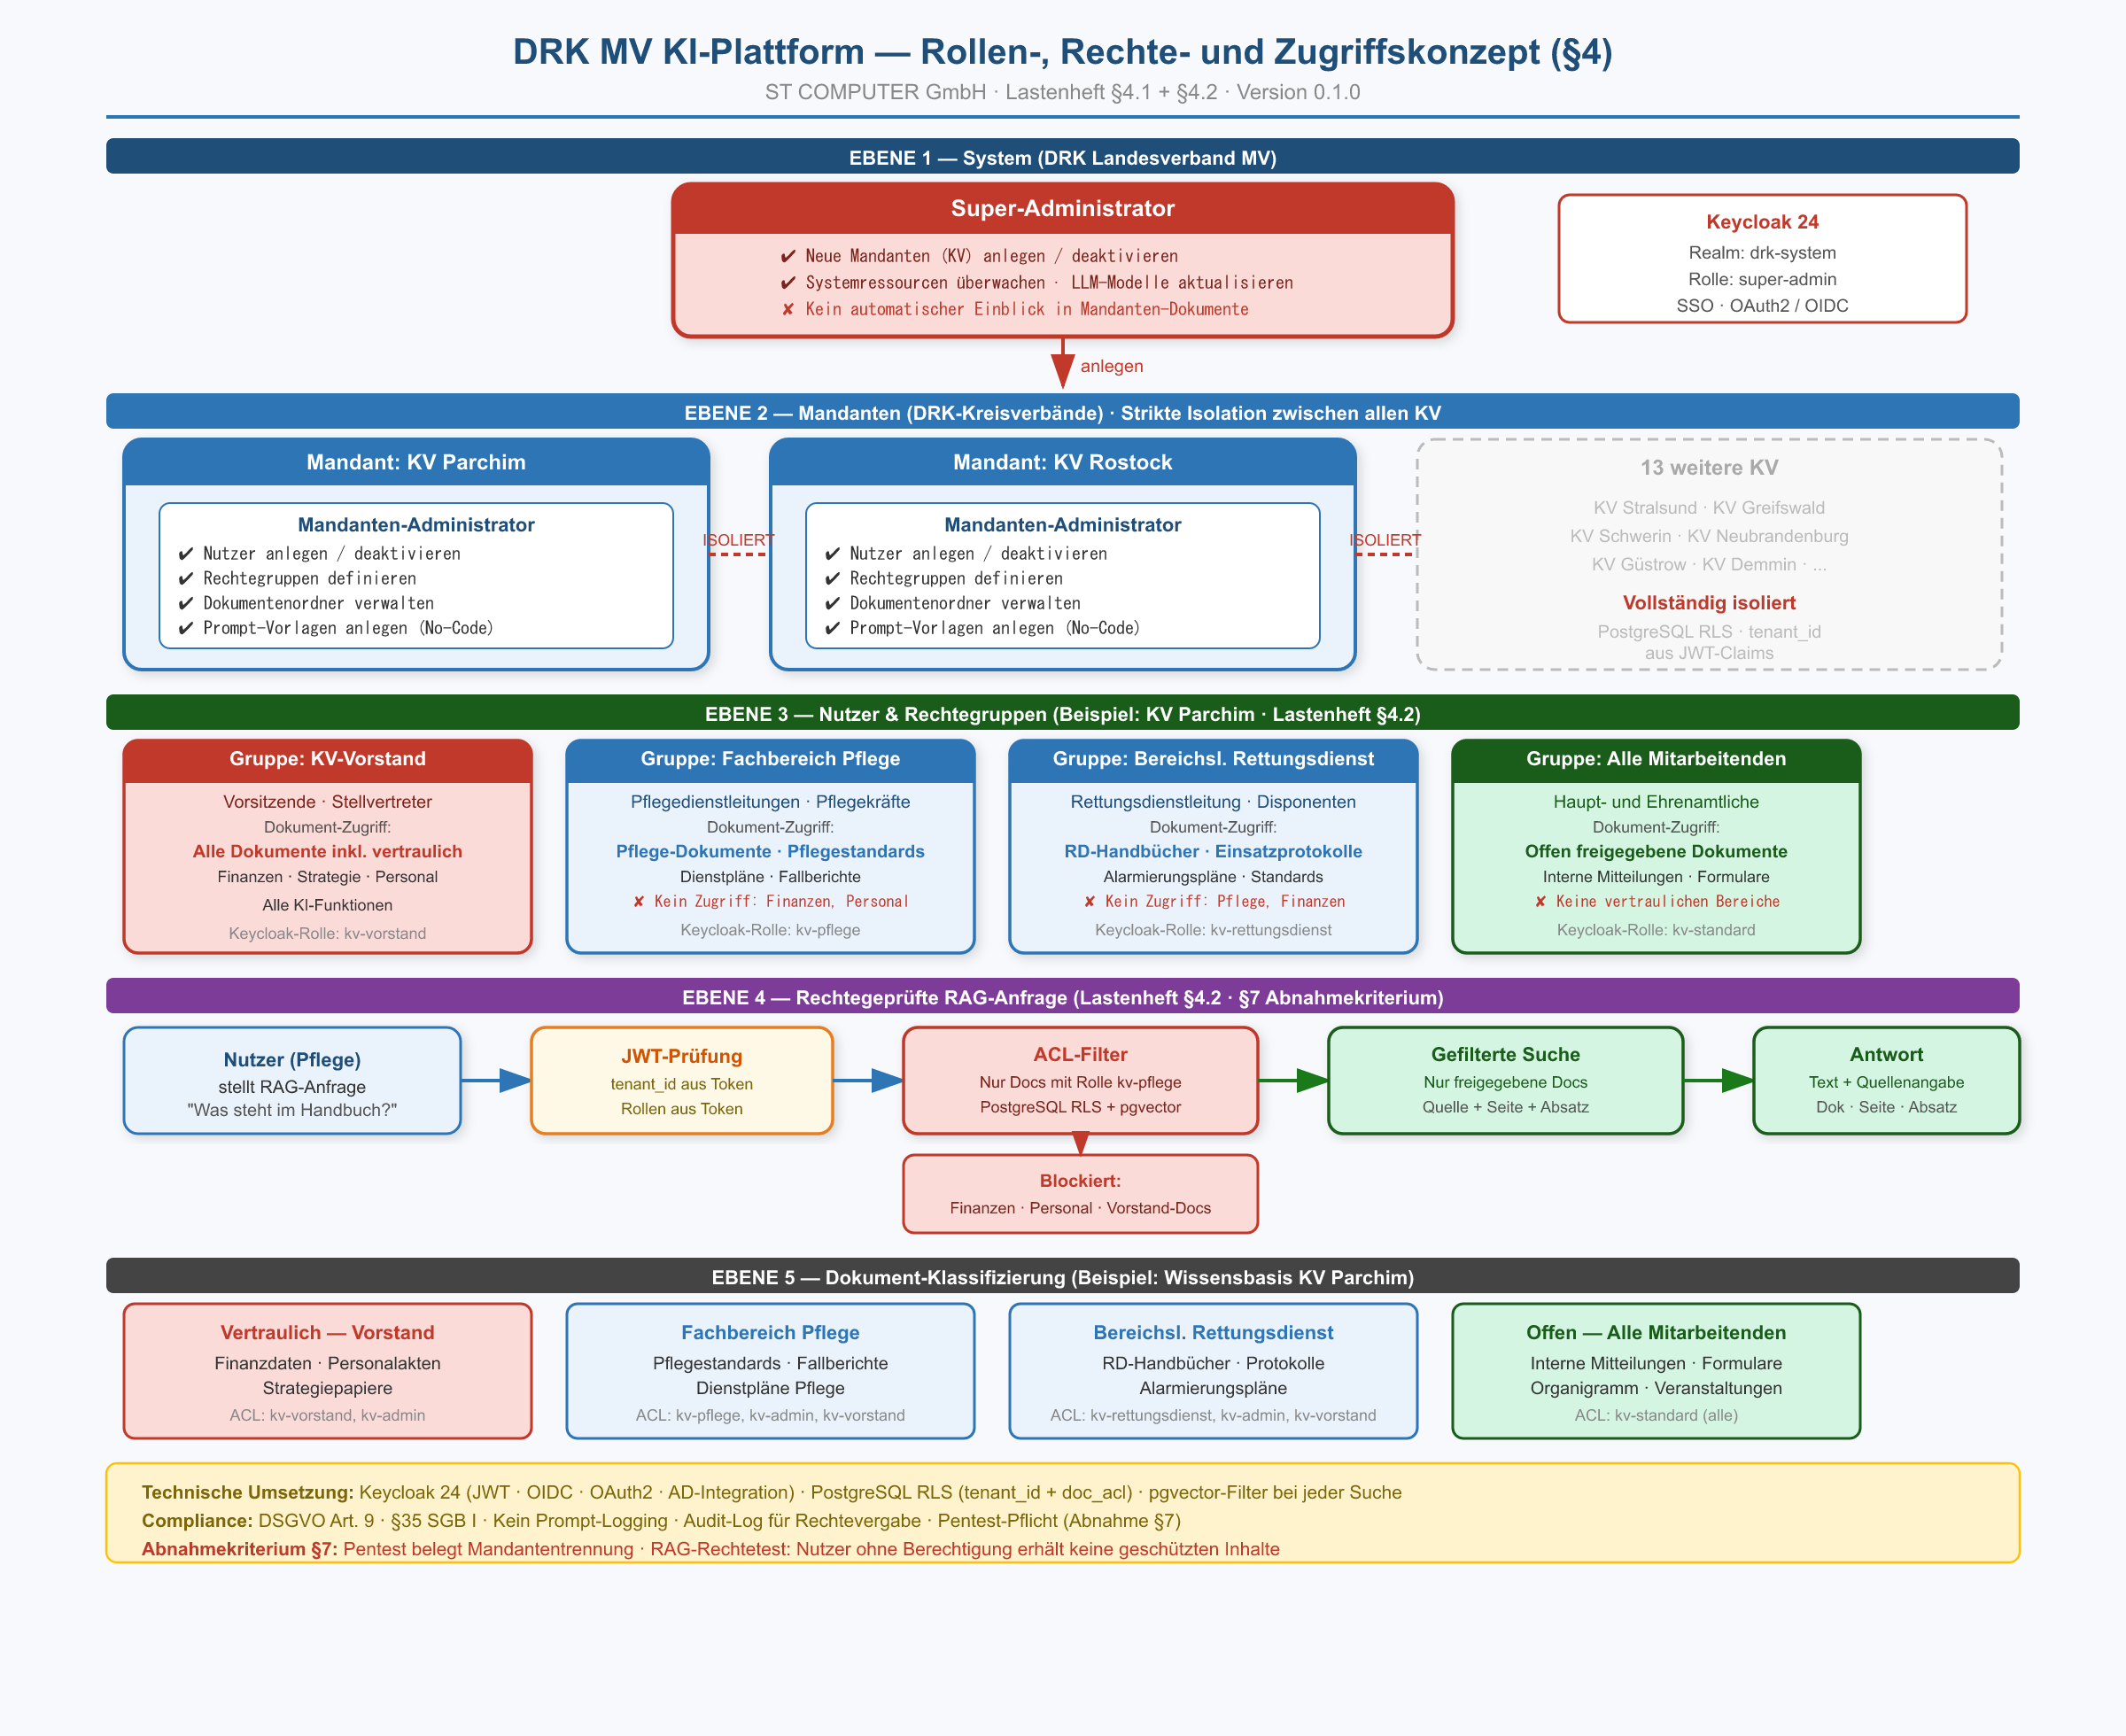 DRK MV KI-Plattform — Rollen-, Rechte- und Zugriffskonzept (§4)
ST COMPUTER GmbH · Lastenheft §4.1 + §4.2 · Version 0.1.0
EBENE 1 — System (DRK Landesverband MV)
Super-Administrator
✔ Neue Mandanten (KV) anlegen / deaktivieren
✔ Systemressourcen überwachen · LLM-Modelle aktualisieren
✘ Kein automatischer Einblick in Mandanten-Dokumente
Keycloak 24
Realm: drk-system
Rolle: super-admin
SSO · OAuth2 / OIDC
anlegen
EBENE 2 — Mandanten (DRK-Kreisverbände) · Strikte Isolation zwischen allen KV
Mandant: KV Parchim
Mandanten-Administrator
✔ Nutzer anlegen / deaktivieren
✔ Rechtegruppen definieren
✔ Dokumentenordner verwalten
✔ Prompt-Vorlagen anlegen (No-Code)
ISOLIERT
Mandant: KV Rostock
Mandanten-Administrator
✔ Nutzer anlegen / deaktivieren
✔ Rechtegruppen definieren
✔ Dokumentenordner verwalten
✔ Prompt-Vorlagen anlegen (No-Code)
ISOLIERT
13 weitere KV
KV Stralsund · KV Greifswald
KV Schwerin · KV Neubrandenburg
KV Güstrow · KV Demmin · ...
Vollständig isoliert
PostgreSQL RLS · tenant_id
aus JWT-Claims
EBENE 3 — Nutzer & Rechtegruppen (Beispiel: KV Parchim · Lastenheft §4.2)
Gruppe: KV-Vorstand
Vorsitzende · Stellvertreter
Dokument-Zugriff:
Alle Dokumente inkl. vertraulich
Finanzen · Strategie · Personal
Alle KI-Funktionen
Keycloak-Rolle: kv-vorstand
Gruppe: Fachbereich Pflege
Pflegedienstleitungen · Pflegekräfte
Dokument-Zugriff:
Pflege-Dokumente · Pflegestandards
Dienstpläne · Fallberichte
✘ Kein Zugriff: Finanzen, Personal
Keycloak-Rolle: kv-pflege
Gruppe: Bereichsl. Rettungsdienst
Rettungsdienstleitung · Disponenten
Dokument-Zugriff:
RD-Handbücher · Einsatzprotokolle
Alarmierungspläne · Standards
✘ Kein Zugriff: Pflege, Finanzen
Keycloak-Rolle: kv-rettungsdienst
Gruppe: Alle Mitarbeitenden
Haupt- und Ehrenamtliche
Dokument-Zugriff:
Offen freigegebene Dokumente
Interne Mitteilungen · Formulare
✘ Keine vertraulichen Bereiche
Keycloak-Rolle: kv-standard
EBENE 4 — Rechtegeprüfte RAG-Anfrage (Lastenheft §4.2 · §7 Abnahmekriterium)
Nutzer (Pflege)
stellt RAG-Anfrage
"Was steht im Handbuch?"
JWT-Prüfung
tenant_id aus Token
Rollen aus Token
ACL-Filter
Nur Docs mit Rolle kv-pflege
PostgreSQL RLS + pgvector
Gefilterte Suche
Nur freigegebene Docs
Quelle + Seite + Absatz
Antwort
Text + Quellenangabe
Dok · Seite · Absatz
Blockiert:
Finanzen · Personal · Vorstand-Docs
EBENE 5 — Dokument-Klassifizierung (Beispiel: Wissensbasis KV Parchim)
Vertraulich — Vorstand
Finanzdaten · Personalakten
Strategiepapiere
ACL: kv-vorstand, kv-admin
Fachbereich Pflege
Pflegestandards · Fallberichte
Dienstpläne Pflege
ACL: kv-pflege, kv-admin, kv-vorstand
Bereichsl. Rettungsdienst
RD-Handbücher · Protokolle
Alarmierungspläne
ACL: kv-rettungsdienst, kv-admin, kv-vorstand
Offen — Alle Mitarbeitenden
Interne Mitteilungen · Formulare
Organigramm · Veranstaltungen
ACL: kv-standard (alle)
Technische Umsetzung: Keycloak 24 (JWT · OIDC · OAuth2 · AD-Integration) · PostgreSQL RLS (tenant_id + doc_acl) · pgvector-Filter bei jeder Suche
Compliance: DSGVO Art. 9 · §35 SGB I · Kein Prompt-Logging · Audit-Log für Rechtevergabe · Pentest-Pflicht (Abnahme §7)
Abnahmekriterium §7: Pentest belegt Mandantentrennung · RAG-Rechtetest: Nutzer ohne Berechtigung erhält keine geschützten Inhalte